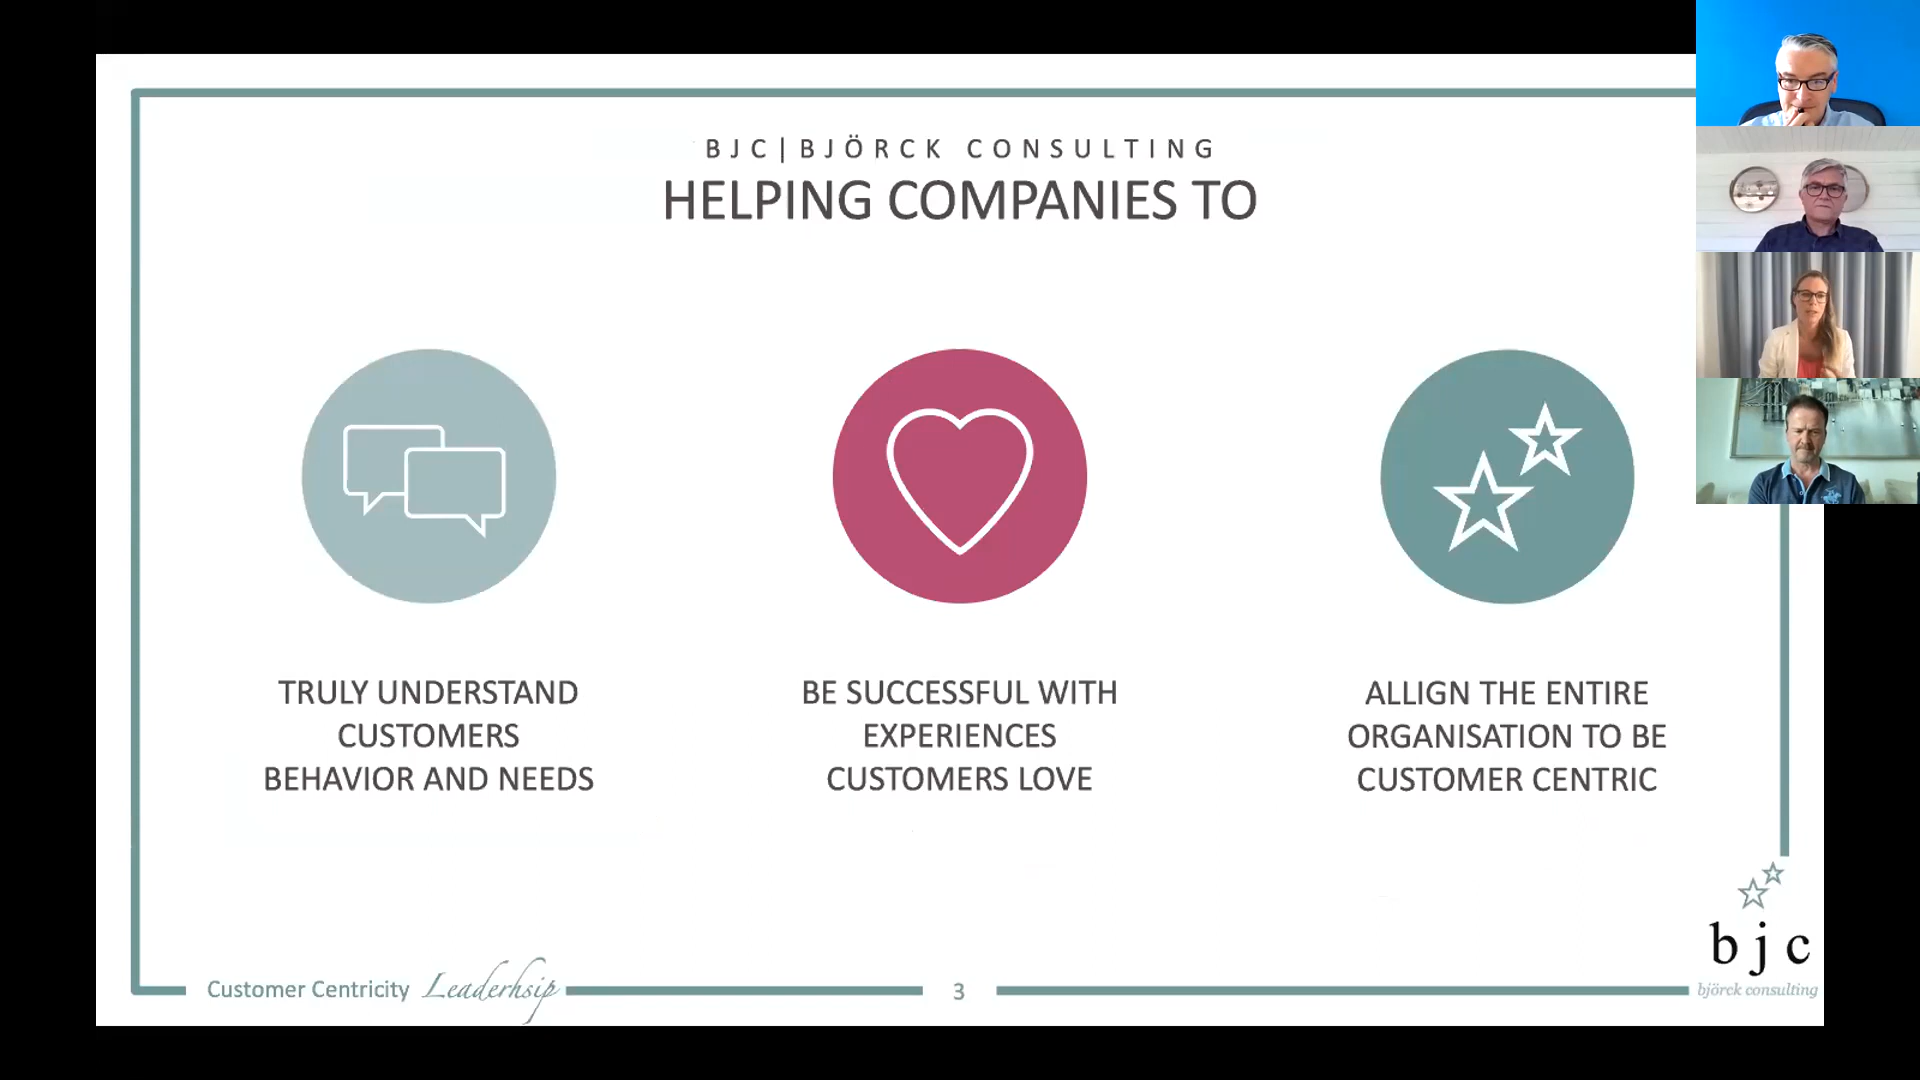 BJC|BJÖRCK CONSULTING
HELPING COMPANIES TO
TRULY UNDERSTAND
CUSTOMERS
BEHAVIOR AND NEEDS
BE SUCCESSFUL WITH
EXPERIENCES
CUSTOMERS LOVE
ALLIGN THE ENTIRE
ORGANISATION TO BE
CUSTOMER CENTRIC
Customer Centricity Leaderhsip
3
bjc
björck consulting